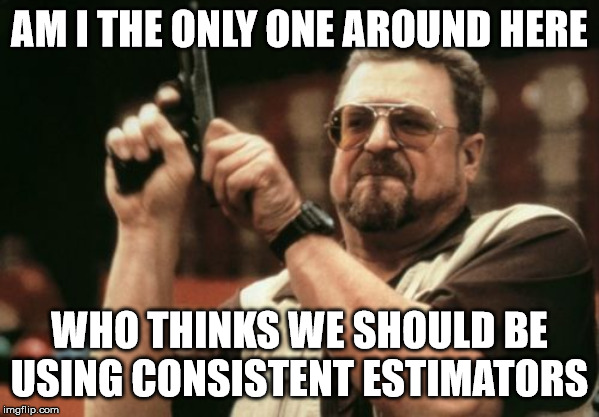 AM I THE ONLY ONE AROUND HERE
WHO THINKS WE SHOULD BE
USING CONSISTENT ESTIMATORS
imgflip.com